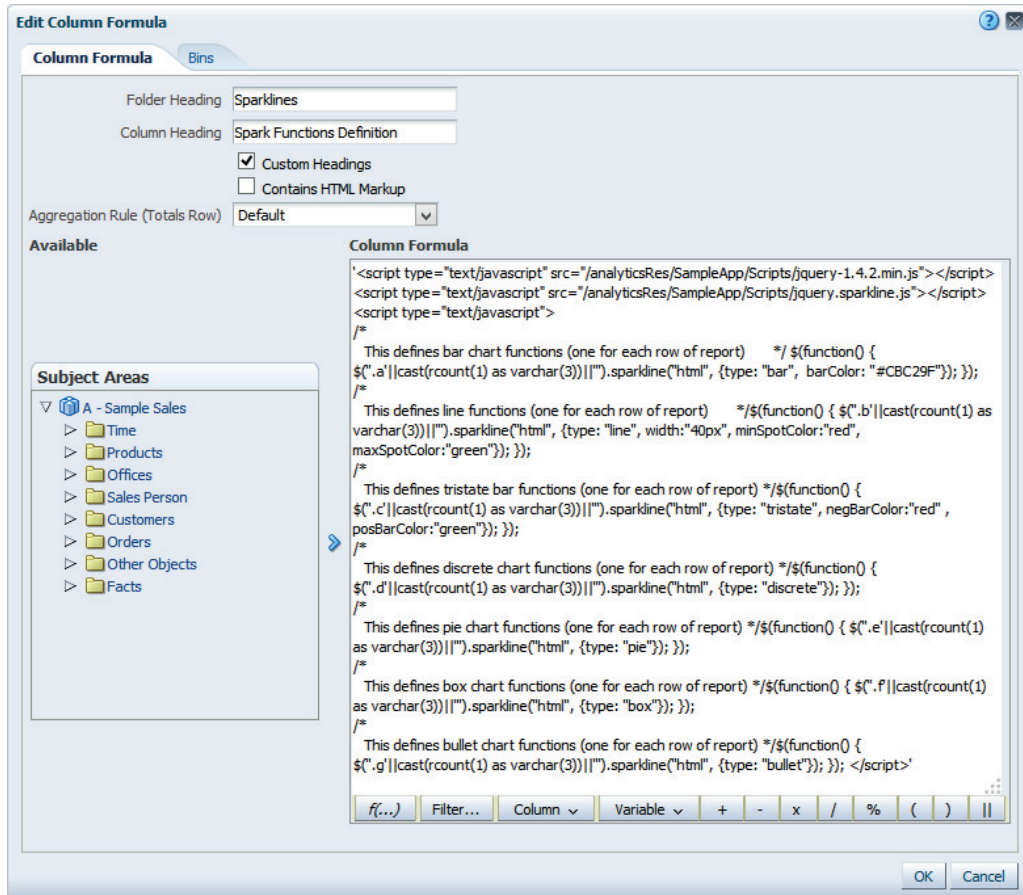 Edit Column Formula
Column Formula
Bins
Folder Heading Sparklines
Column Heading Spark Functions Definition
Custom Headings
Contains HTML Markup
Aggregation Rule (Totals Row) Default
Available
Column Formula
'<script type="text/javascript" src="/analyticsRes/SampleApp/Scripts/jquery-1.4.2.min.js"></script>
<script type="text/javascript" src="/analyticsRes/SampleApp/Scripts/jquery.sparkline.js"></script>
<script type="text/javascript">
/*
This defines bar chart functions (one for each row of report) */ $(function() {
$(".a'||cast(rcount(1) as varchar(3))||'").sparkline("html", {type: "bar", barColor: "#CBC29F"}); });
/*
This defines line functions (one for each row of report) */$(function() { $(".b'||cast(rcount(1) as
varchar(3))||'").sparkline("html", {type: "line", width:"40px", minSpotColor:"red",
maxSpotColor:"green"}); });
/*
This defines tristate bar functions (one for each row of report) */$(function() {
$(".c'||cast(rcount(1) as varchar(3))||'").sparkline("html", {type: "tristate", negBarColor:"red" ,
posBarColor:"green"}); });
/*
This defines discrete chart functions (one for each row of report) */$(function() {
$(".d'||cast(rcount(1) as varchar(3))||'").sparkline("html", {type: "discrete"}); });
/*
This defines pie chart functions (one for each row of report) */$(function() { $(".e'||cast(rcount(1)
as varchar(3))||'").sparkline("html", {type: "pie"}); });
/*
This defines box chart functions (one for each row of report) */$(function() { $(".f'||cast(rcount(1)
as varchar(3))||'").sparkline("html", {type: "box"}); });
/*
This defines bullet chart functions (one for each row of report) */$(function() {
$(".g'||cast(rcount(1) as varchar(3))||'").sparkline("html", {type: "bullet"}); }); </script>'
Subject Areas
A - Sample Sales
Time
Products
Offices
Sales Person
Customers
Orders
Other Objects
Facts
f(...) Filter... Column Variable + - x / % ( ) ||
OK Cancel